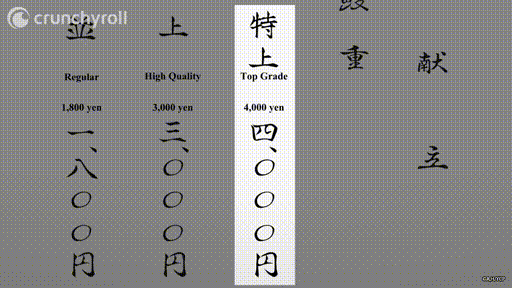 crunchyroll
献立
重
特上
Top Grade
4,000 yen
四、〇〇〇円
上
High Quality
3,000 yen
三、〇〇〇円
並
Regular
1,800 yen
一、八〇〇円